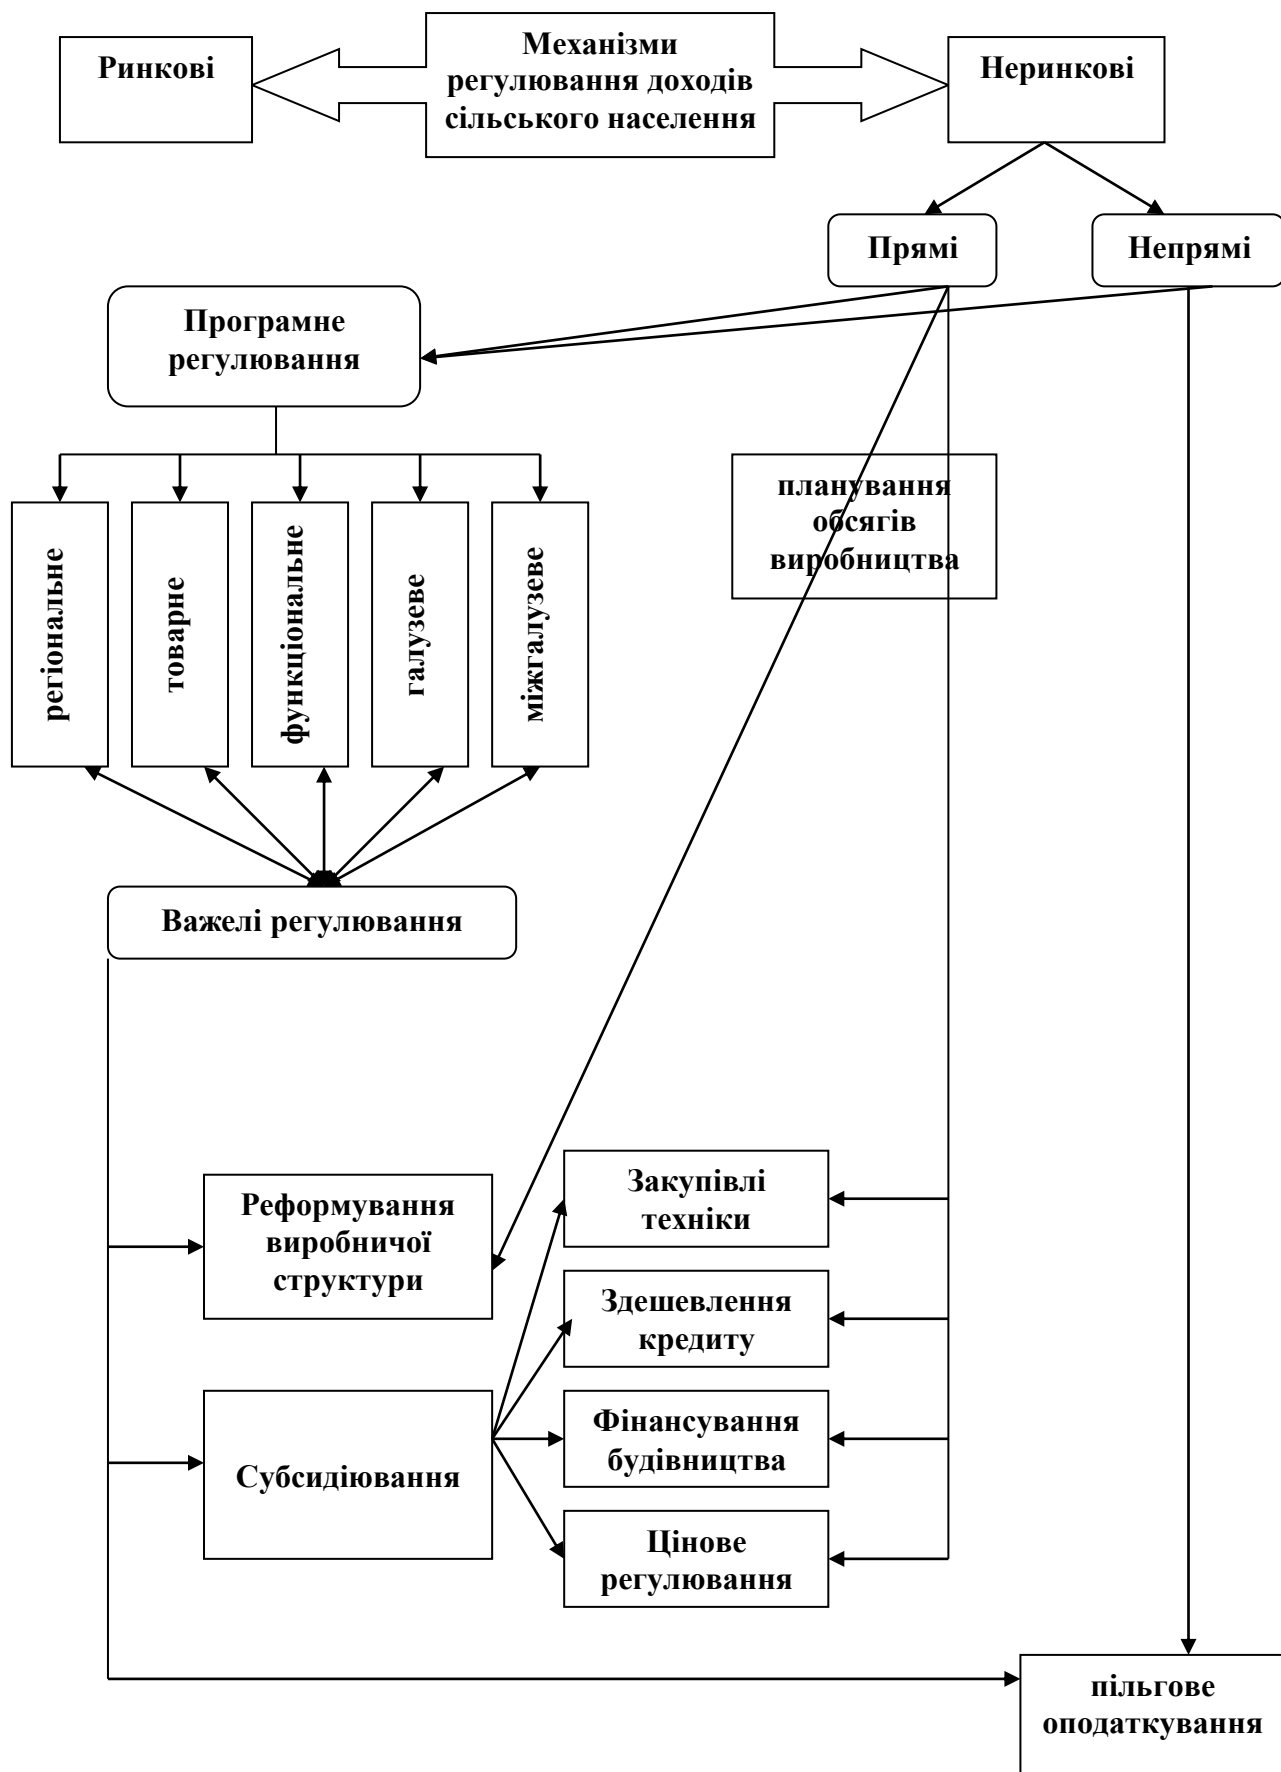 Ринкові
Механізми
регулювання доходів
сільського населення
Неринкові
Прямі
Непрямі
Програмне
регулювання
регіональне
товарне
функціональне
галузеве
міжгалузеве
планування
обсягів
виробництва
Важелі регулювання
Реформування
виробничої
структури
Закупівлі
техніки
Здешевлення
кредиту
Субсидіювання
Фінансування
будівництва
Цінове
регулювання
пільгове
оподаткування